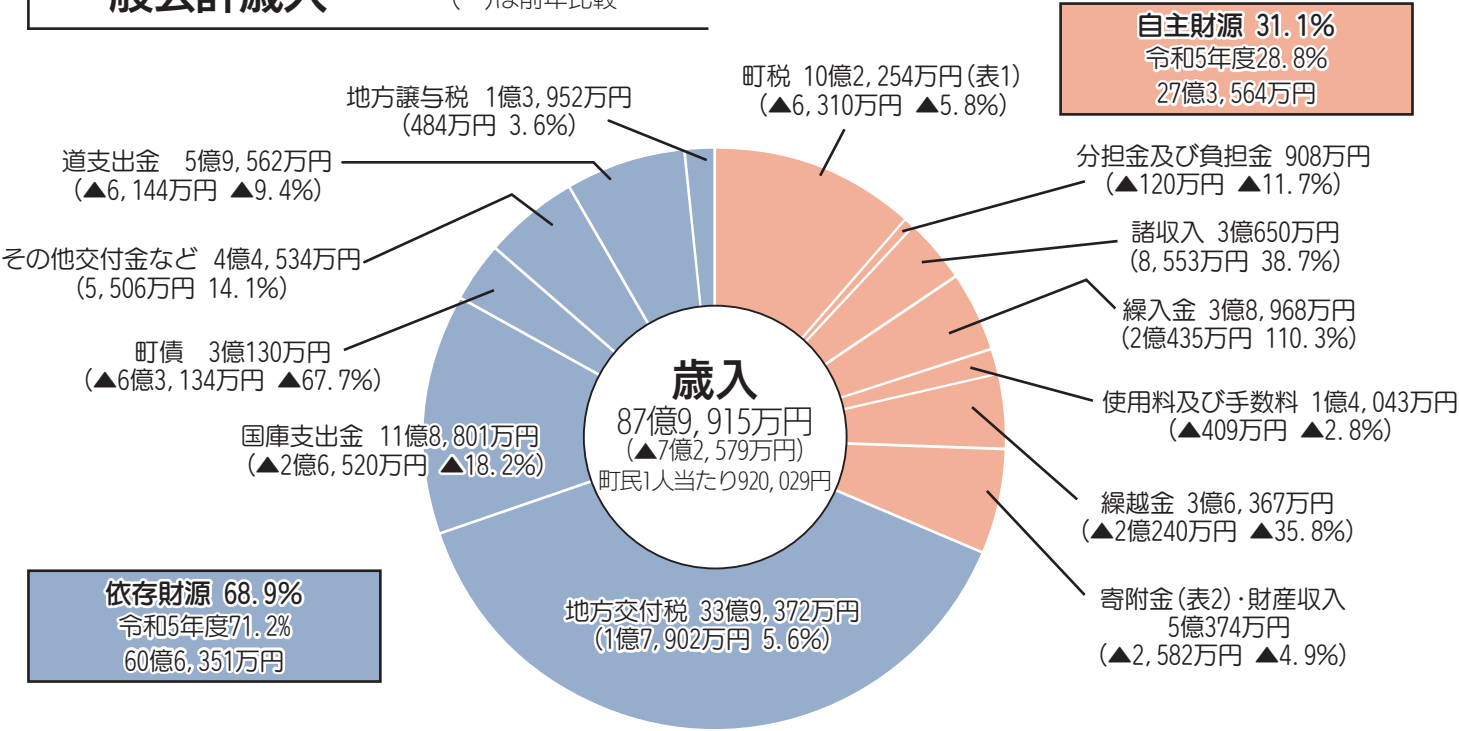 般会計歳入
( )は前年比較
自主財源 31.1%
令和5年度28.8%
27億3,564万円
町税 10億2,254万円(表1)
(▲6,310万円 ▲5.8%)
地方譲与税 1億3,952万円
(484万円 3.6%)
道支出金 5億9,562万円
(▲6,144万円 ▲9.4%)
その他交付金など 4億4,534万円
(5,506万円 14.1%)
町債 3億130万円
(▲6億3,134万円 ▲67.7%)
国庫支出金 11億8,801万円
(▲2億6,520万円 ▲18.2%)
分担金及び負担金 908万円
(▲120万円 ▲11.7%)
諸収入 3億650万円
(8,553万円 38.7%)
繰入金 3億8,968万円
(2億435万円 110.3%)
使用料及び手数料 1億4,043万円
(▲409万円 ▲2.8%)
繰越金 3億6,367万円
(▲2億240万円 ▲35.8%)
寄附金(表2)・財産収入
5億374万円
(▲2,582万円 ▲4.9%)
歳入
87億9,915万円
(▲7億2,579万円)
町民1人当たり920,029円
地方交付税 33億9,372万円
(1億7,902万円 5.6%)
依存財源 68.9%
令和5年度71.2%
60億6,351万円